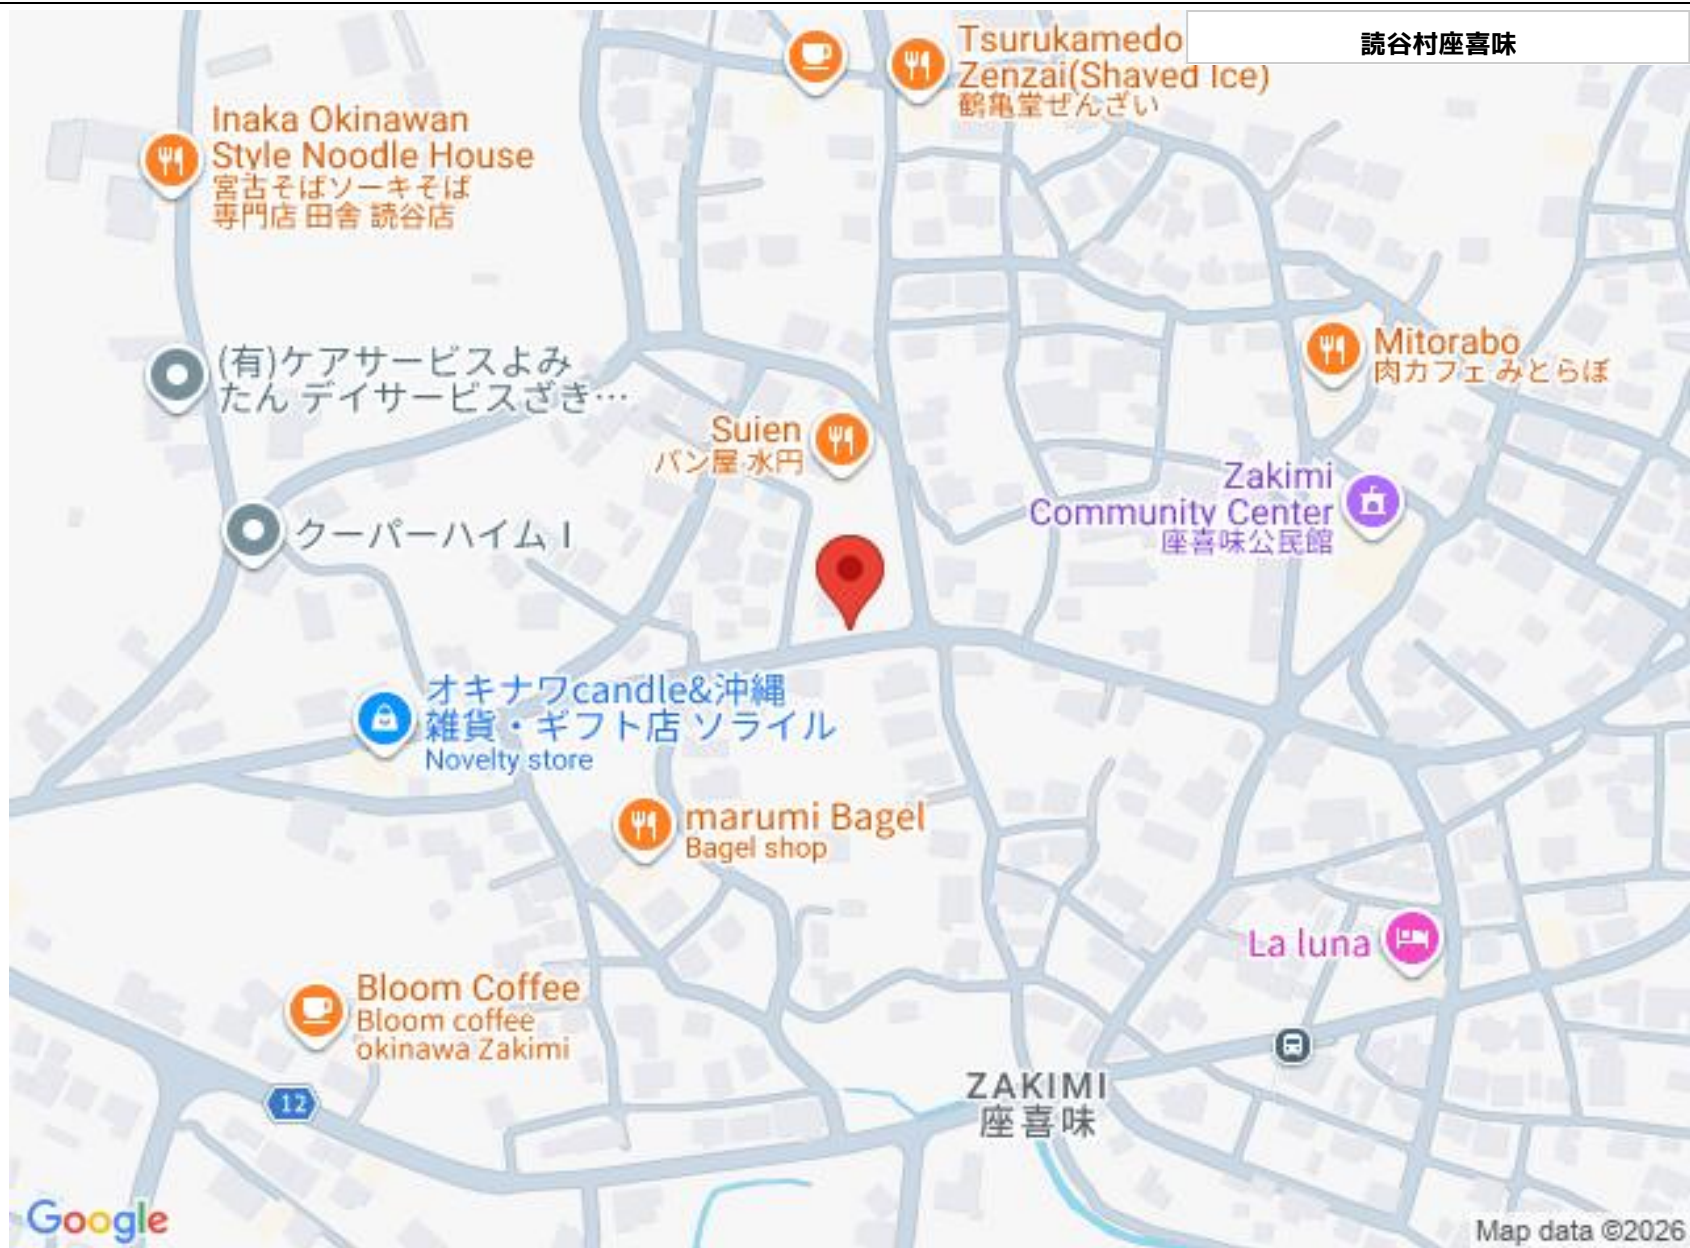 読谷村座喜味
Tsurukamedo
Zenzai(Shaved Ice)
鶴亀堂ぜんざい
Inaka Okinawan
Style Noodle House
宮古そばソーキそば
専門店 田舎 読谷店
Mitorabo
肉カフェ みとらぼ
(有)ケアサービスよみ
たん デイサービスざき…
Suien
パン屋 水円
Zakimi
Community Center
座喜味公民館
クーパーハイム I
オキナワcandle&沖縄
雑貨・ギフト店 ソライル
Novelty store
marumi Bagel
Bagel shop
La luna
Bloom Coffee
Bloom coffee
okinawa Zakimi
12
ZAKIMI
座喜味
Google
Map data ©2026